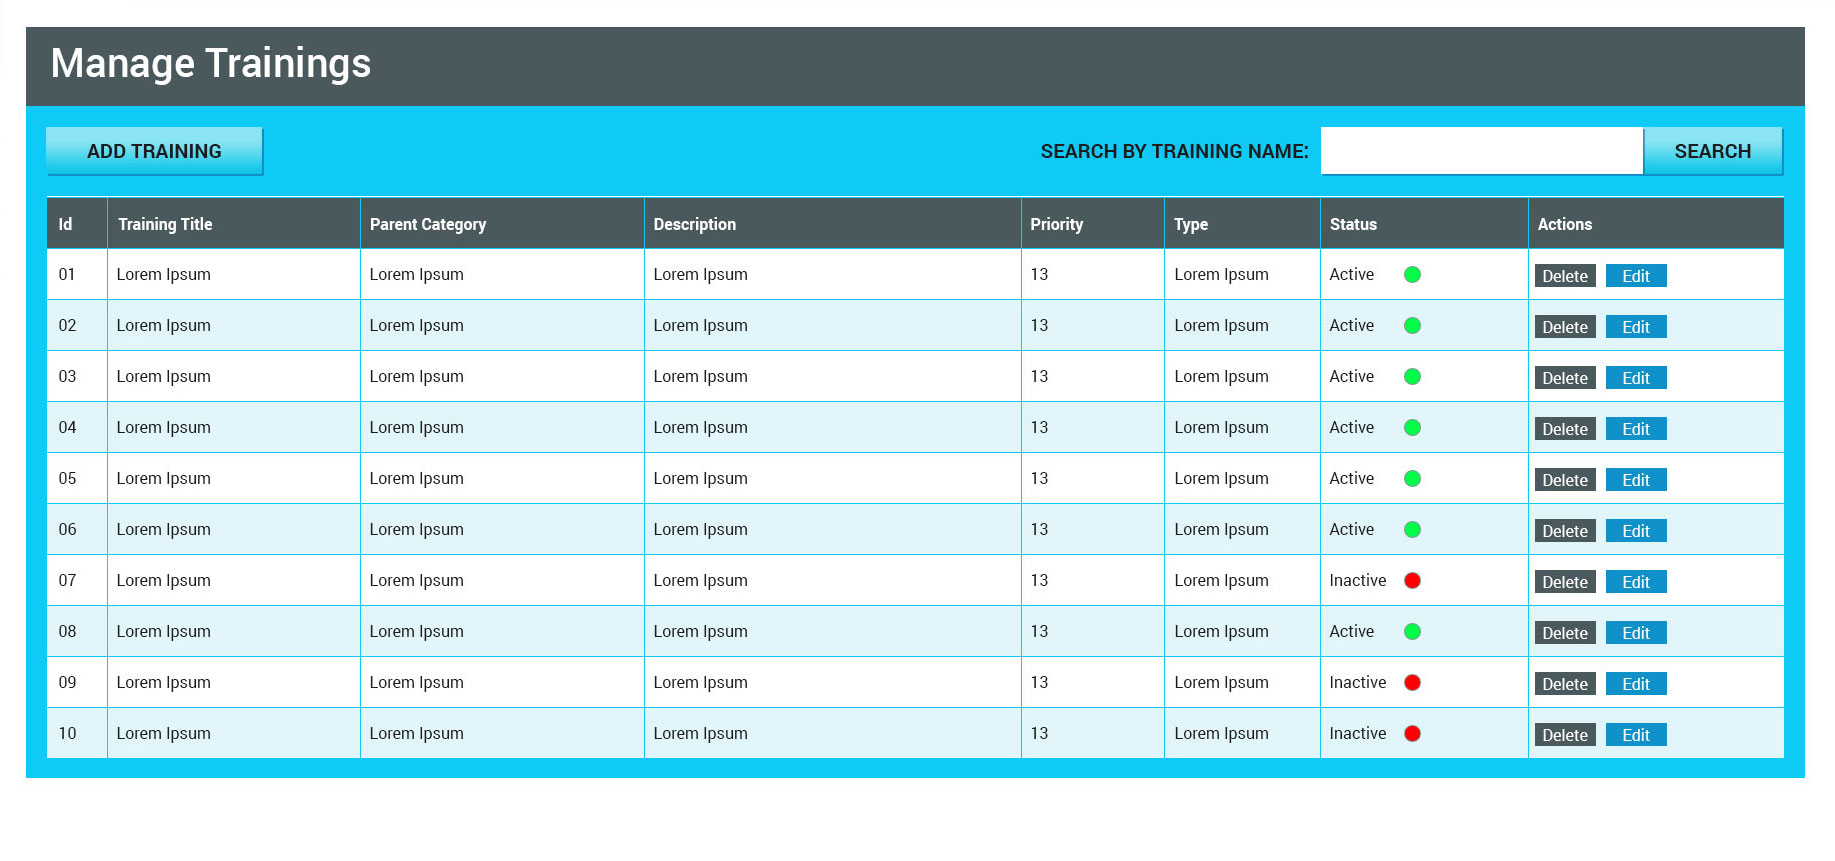 Manage Trainings
ADD TRAINING SEARCH BY TRAINING NAME: SEARCH
Id Training Title Parent Category Description Priority Type Status Actions
01 Lorem Ipsum Lorem Ipsum Lorem Ipsum 13 Lorem Ipsum Active Delete Edit
02 Lorem Ipsum Lorem Ipsum Lorem Ipsum 13 Lorem Ipsum Active Delete Edit
03 Lorem Ipsum Lorem Ipsum Lorem Ipsum 13 Lorem Ipsum Active Delete Edit
04 Lorem Ipsum Lorem Ipsum Lorem Ipsum 13 Lorem Ipsum Active Delete Edit
05 Lorem Ipsum Lorem Ipsum Lorem Ipsum 13 Lorem Ipsum Active Delete Edit
06 Lorem Ipsum Lorem Ipsum Lorem Ipsum 13 Lorem Ipsum Active Delete Edit
07 Lorem Ipsum Lorem Ipsum Lorem Ipsum 13 Lorem Ipsum Inactive Delete Edit
08 Lorem Ipsum Lorem Ipsum Lorem Ipsum 13 Lorem Ipsum Active Delete Edit
09 Lorem Ipsum Lorem Ipsum Lorem Ipsum 13 Lorem Ipsum Inactive Delete Edit
10 Lorem Ipsum Lorem Ipsum Lorem Ipsum 13 Lorem Ipsum Inactive Delete Edit